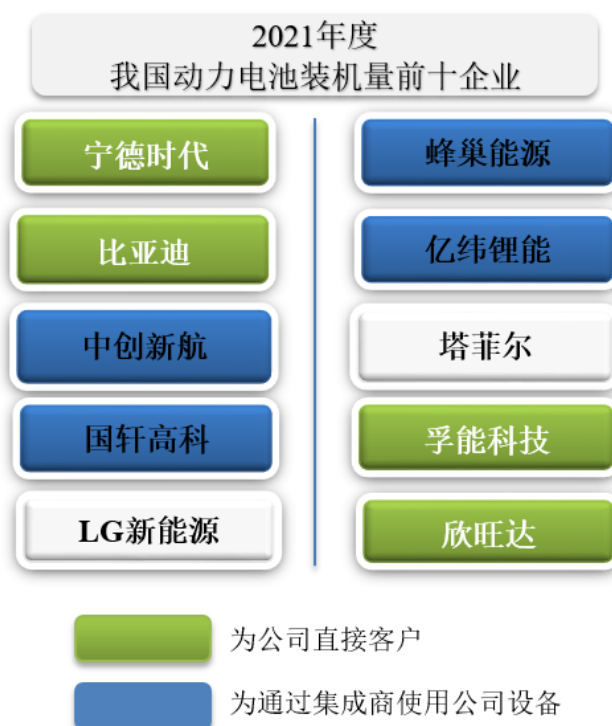 2021年度
我国动力电池装机量前十企业
宁德时代
比亚迪
中创新航
国轩高科
LG新能源
蜂巢能源
亿纬锂能
塔菲尔
孚能科技
欣旺达
为公司直接客户
为通过集成商使用公司设备